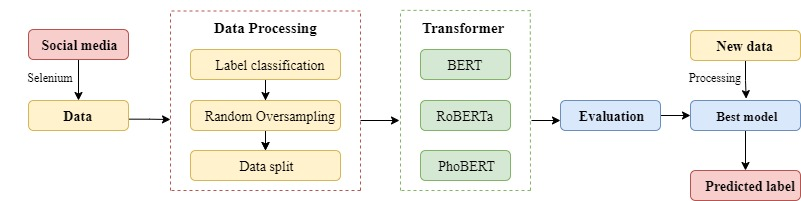 Social media
Selenium
Data
Data Processing
Label classification
Random Oversampling
Data split
Transformer
BERT
RoBERTa
PhoBERT
Evaluation
New data
Processing
Best model
Predicted label